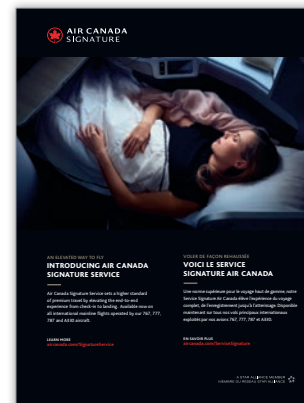 AIR CANADA
SIGNATURE
AN ELEVATED WAY TO FLY
INTRODUCING AIR CANADA
SIGNATURE SERVICE
Air Canada Signature Service sets a higher standard
of premium travel by elevating the end-to-end
experience from check-in to landing. Available now on
all international mainline flights operated by our 767, 777,
787 and A330 aircraft.
LEARN MORE
aircanada.com/SignatureService
VOLER DE FAÇON REHAUSSÉE
VOICI LE SERVICE
SIGNATURE AIR CANADA
Une norme supérieure pour le voyage haut de gamme; notre
Service Signature Air Canada élève l'expérience du voyage
complet, de l'enregistrement jusqu'à l'atterrissage. Disponible
maintenant sur tous nos vols principaux internationaux
exploités par nos avions 767, 777, 787 et A330.
EN SAVOIR PLUS
aircanada.com/ServiceSignature
A STAR ALLIANCE MEMBER
MEMBRE DU RÉSEAU STAR ALLIANCE